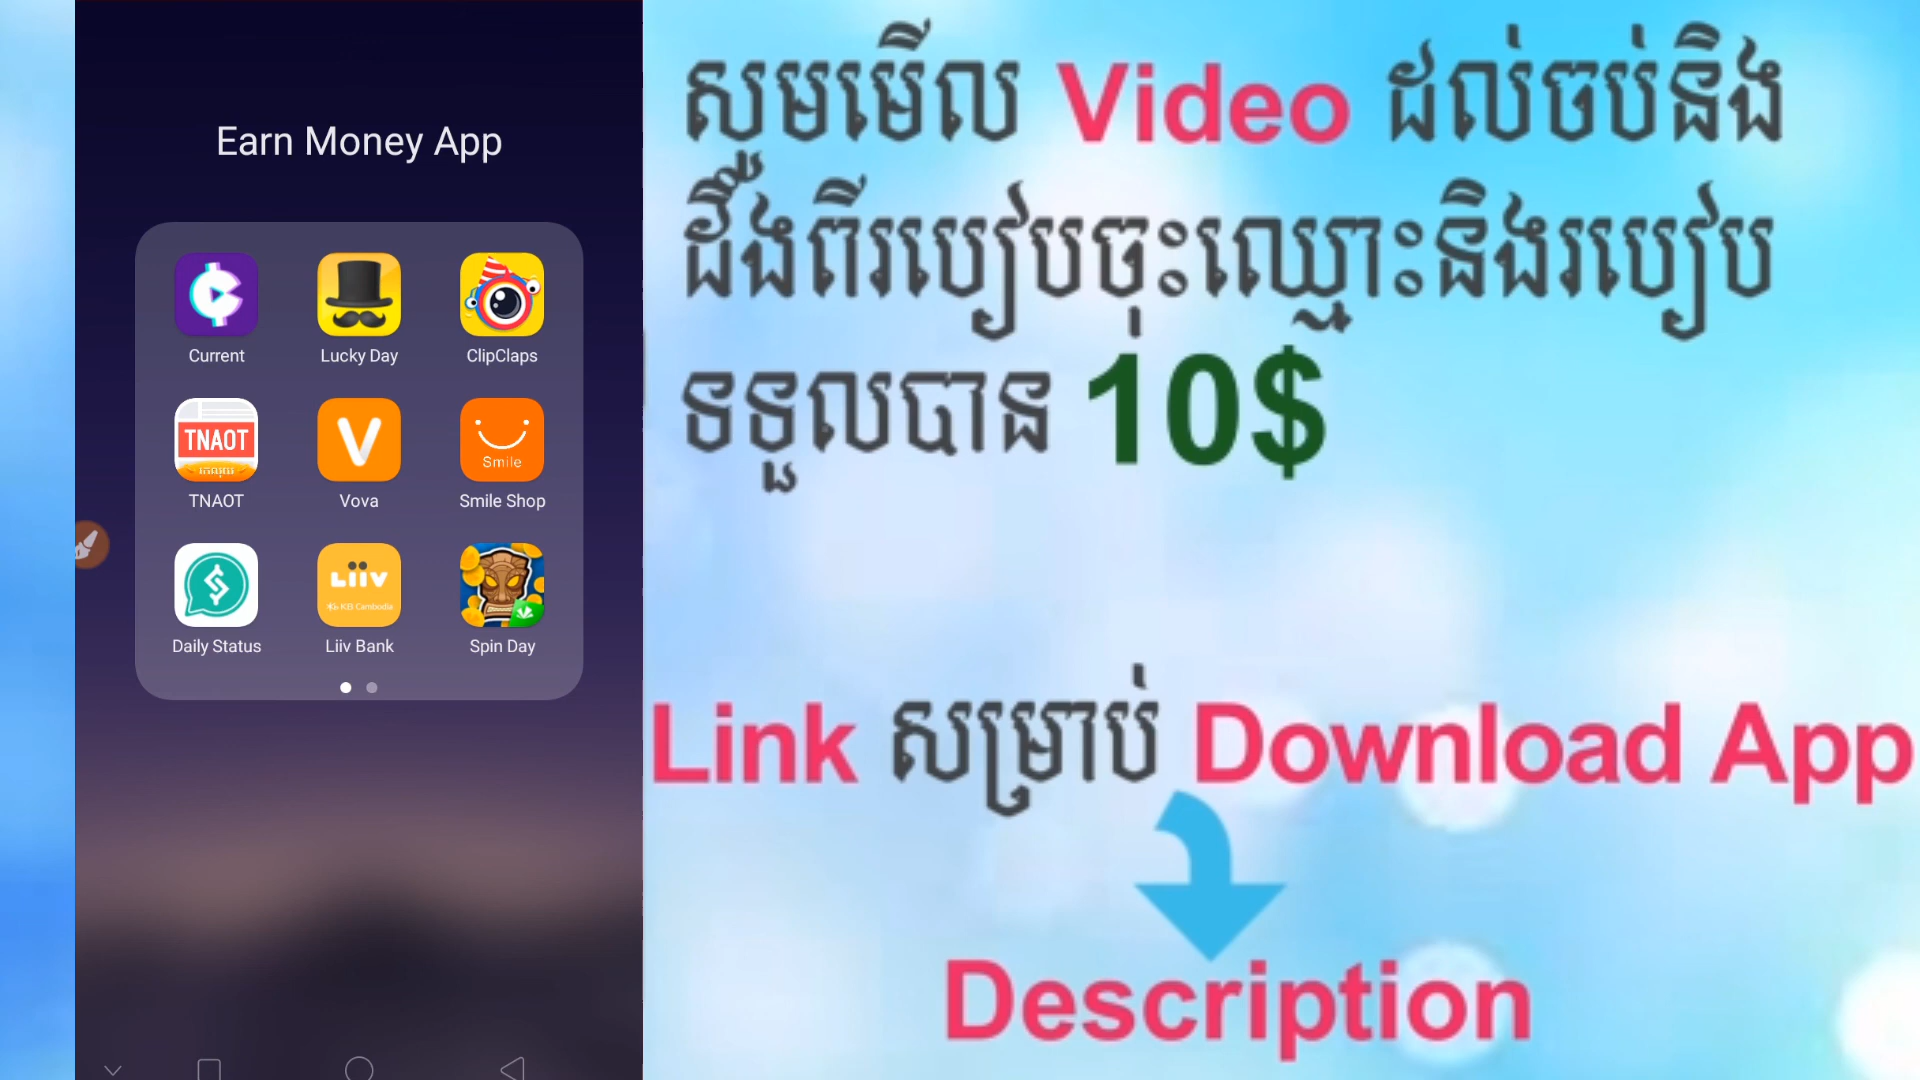 Earn Money App
Current
Lucky Day
ClipClaps
TNAOT
TNAOT
Vova
Smile
Smile Shop
Daily Status
Liiv
KB Cambodia
Liiv Bank
Spin Day
សូមមើល Video ដល់ចប់និង
ដឹងពីរបៀបចុះឈ្មោះនិងរបៀប
ទទួលបាន 10$
Link សម្រាប់ Download App
Description